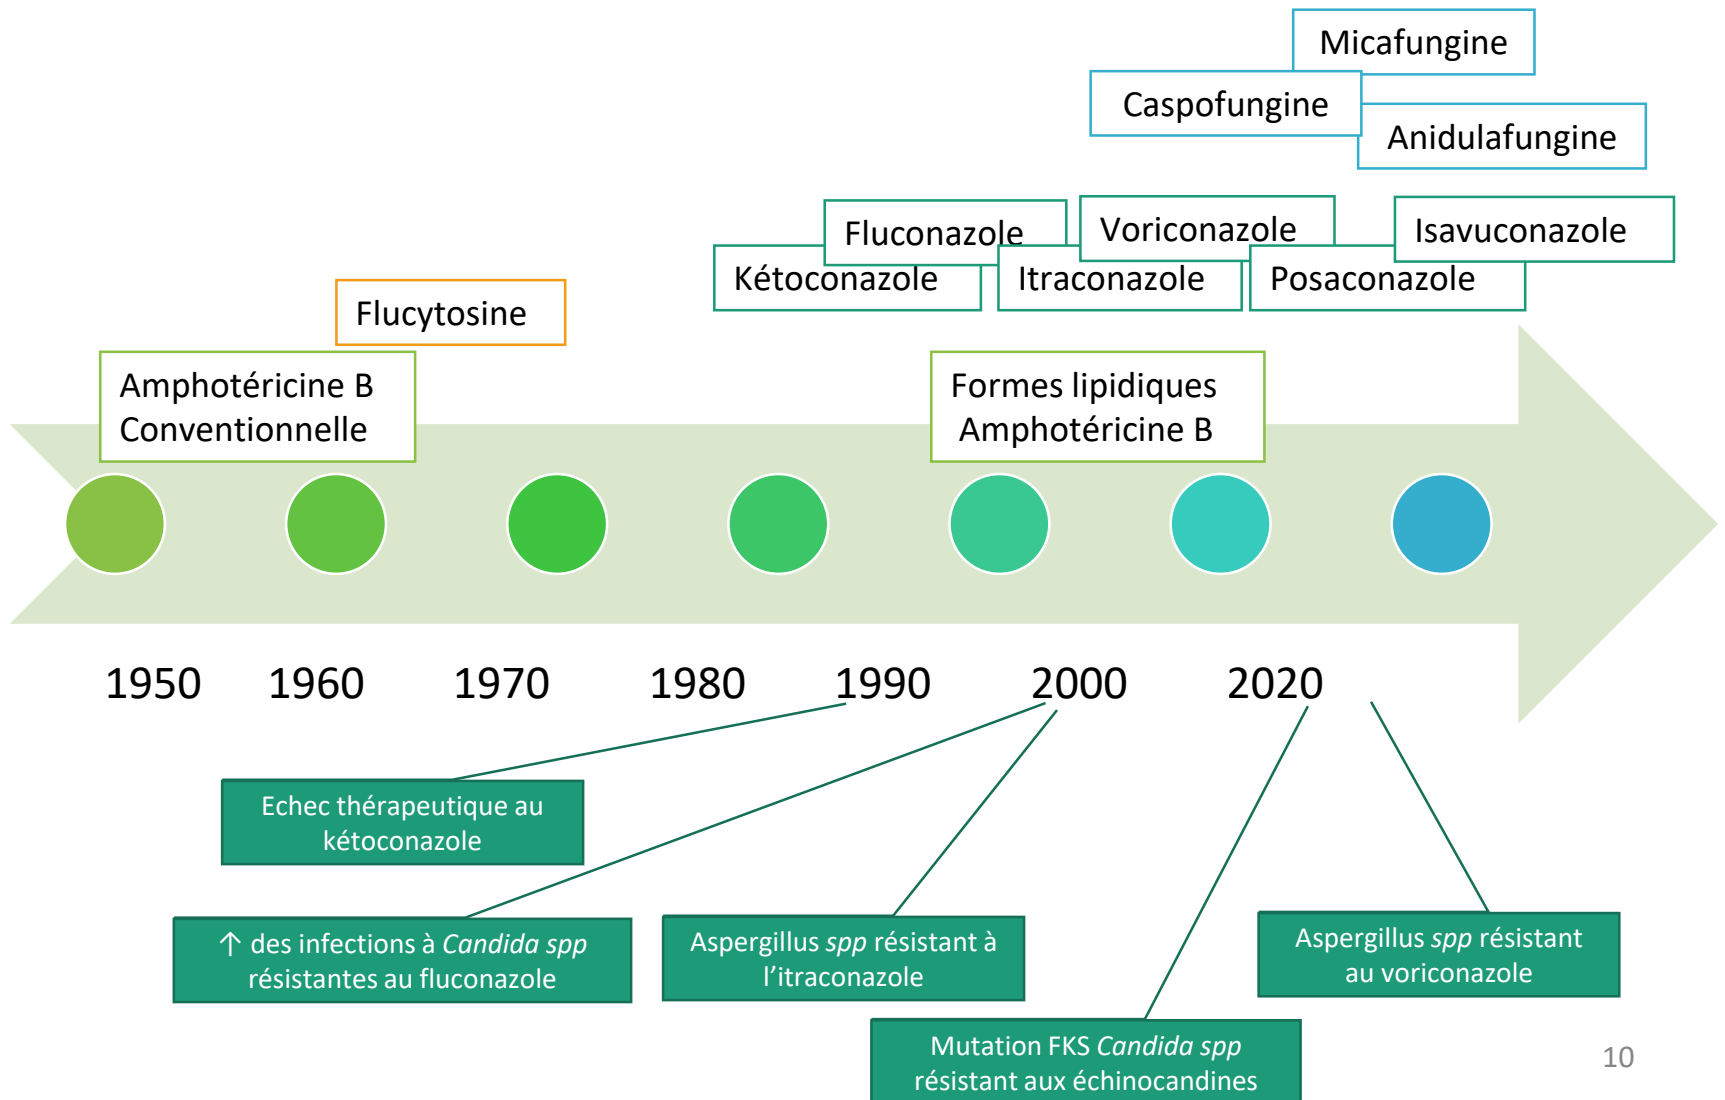 Micafungine
Caspofungine
Anidulafungine
Fluconazole
Voriconazole
Isavuconazole
Kétoconazole
Itraconazole
Posaconazole
Flucytosine
Amphotéricine B
Conventionnelle
Formes lipidiques
Amphotéricine B
1950
1960
1970
1980
1990
2000
2020
Echec thérapeutique au
kétoconazole
↑ des infections à Candida spp
résistantes au fluconazole
Aspergillus spp résistant à
l’itraconazole
Aspergillus spp résistant
au voriconazole
Mutation FKS Candida spp
résistant aux échinocandines
10